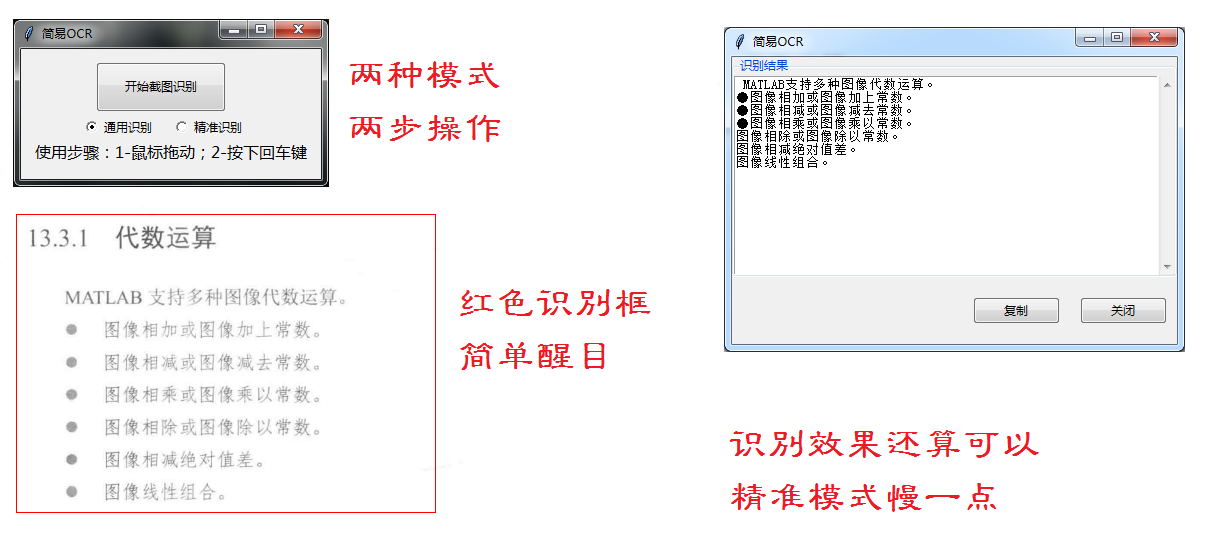 简易OCR
开始截图识别
通用识别 精准识别
使用步骤：1-鼠标拖动；2-按下回车键
两种模式
两步操作
13.3.1 代数运算
MATLAB 支持多种图像代数运算。
● 图像相加或图像加上常数。
● 图像相减或图像减去常数。
● 图像相乘或图像乘以常数。
● 图像相除或图像除以常数。
● 图像相减绝对值差。
● 图像线性组合。
红色识别框
简单醒目
简易OCR
识别结果
MATLAB支持多种图像代数运算。
●图像相加或图像加上常数。
●图像相减或图像减去常数。
●图像相乘或图像乘以常数。
图像相除或图像除以常数。
图像相减绝对值差。
图像线性组合。
复制 关闭
识别效果还算可以
精准模式慢一点